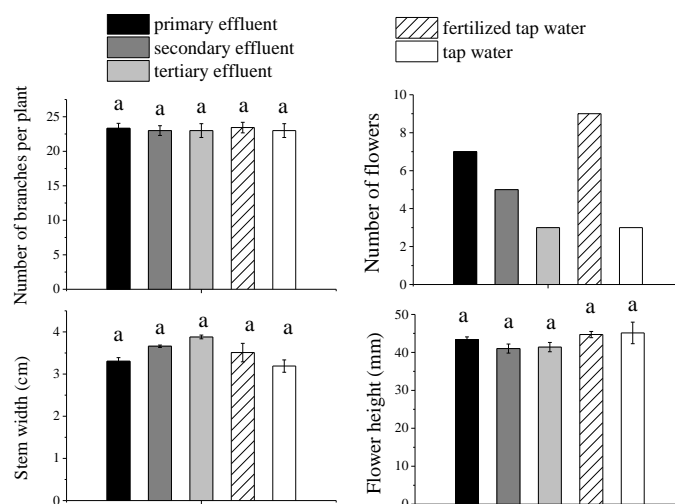 primary effluent
secondary effluent
tertiary effluent
fertilized tap water
tap water
Number of branches per plant
25
20
15
10
5
0
a a a a a
Number of flowers
10
8
6
4
2
Stem width (cm)
4
3
2
1
0
a a a a a
Flower height (mm)
50
40
30
20
10
0
a a a a a